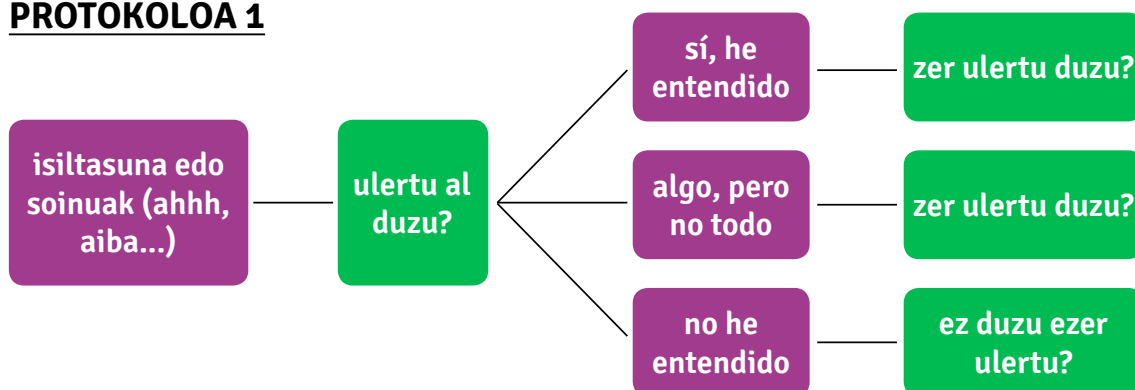 PROTOKOLOA 1
isiltasuna edo
soinuak (ahhh,
aiba...)
ulertu al
duzu?
sí, he
entendido
zer ulertu duzu?
algo, pero
no todo
zer ulertu duzu?
no he
entendido
ez duzu ezer
ulertu?